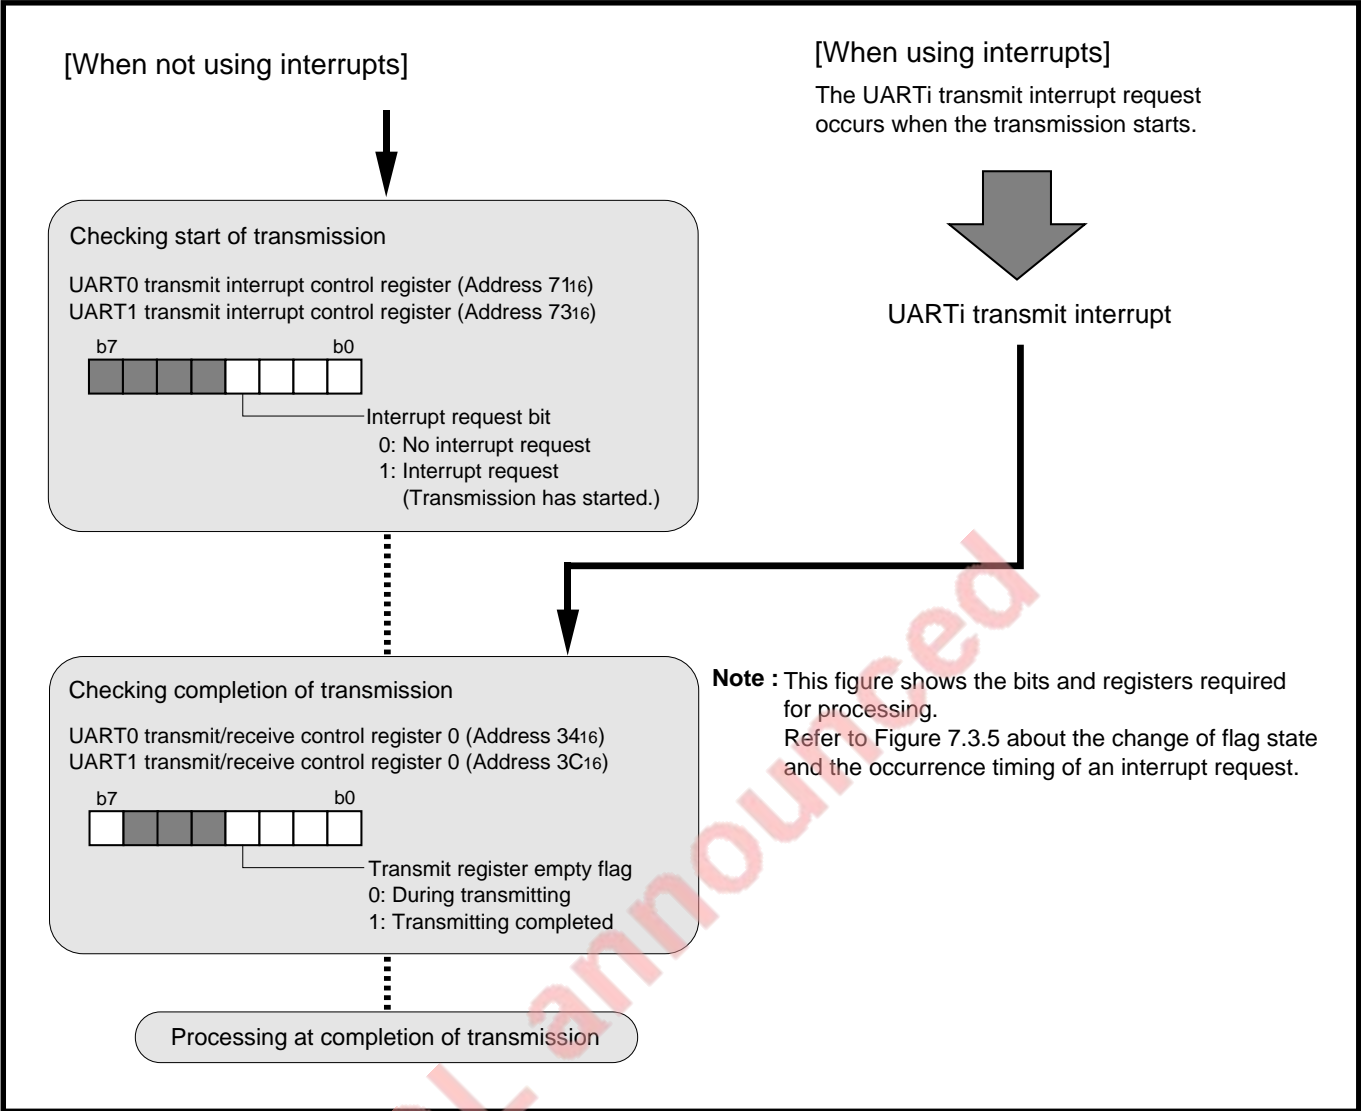 [When not using interrupts]
[When using interrupts]
The UARTi transmit interrupt request
occurs when the transmission starts.
Checking start of transmission
UART0 transmit interrupt control register (Address 7116)
UART1 transmit interrupt control register (Address 7316)
b7 b0
Interrupt request bit
0: No interrupt request
1: Interrupt request
(Transmission has started.)
UARTi transmit interrupt
Checking completion of transmission
UART0 transmit/receive control register 0 (Address 3416)
UART1 transmit/receive control register 0 (Address 3C16)
b7 b0
Transmit register empty flag
0: During transmitting
1: Transmitting completed
Note : This figure shows the bits and registers required
for processing.
Refer to Figure 7.3.5 about the change of flag state
and the occurrence timing of an interrupt request.
Processing at completion of transmission
announced